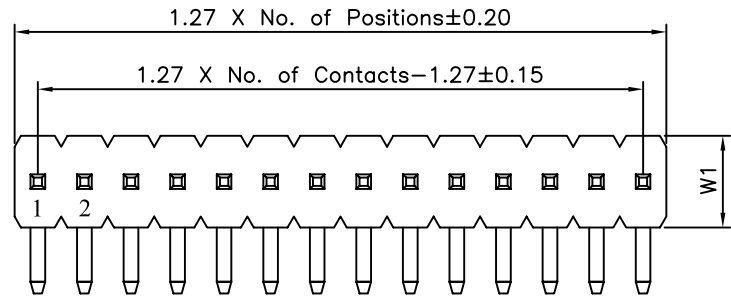 1.27 X No. of Positions±0.20
1.27 X No. of Contacts-1.27±0.15
W1
1 2